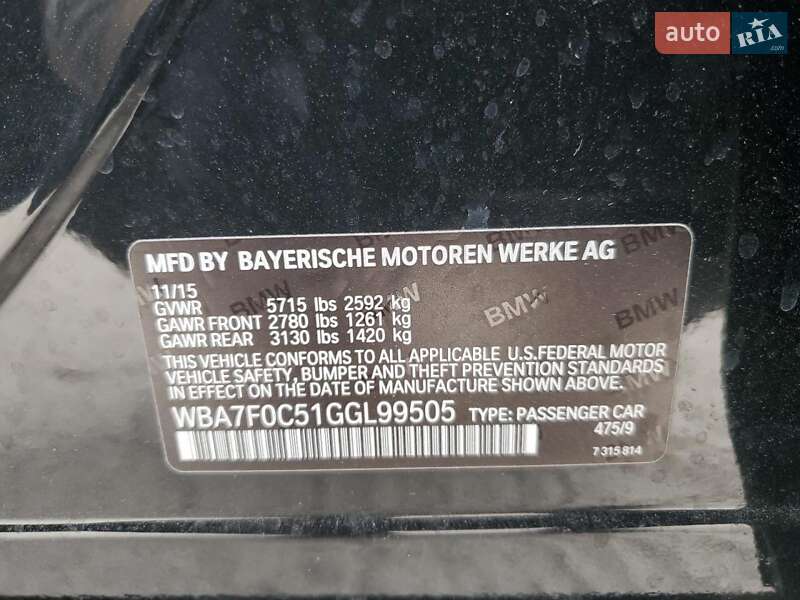 auto RIA.com
MFD BY BAYERISCHE MOTOREN WERKE AG
11/15
GVWR 5715 lbs 2592 kg
GAWR FRONT 2780 lbs 1261 kg
GAWR REAR 3130 lbs 1420 kg
THIS VEHICLE CONFORMS TO ALL APPLICABLE U.S.FEDERAL MOTOR
VEHICLE SAFETY, BUMPER AND THEFT PREVENTION STANDARDS
IN EFFECT ON THE DATE OF MANUFACTURE SHOWN ABOVE.
WBA7F0C51GGL99505 TYPE: PASSENGER CAR
475/9
7 315 814
BMW
BMW
BMW
BMW
BMW
BMW